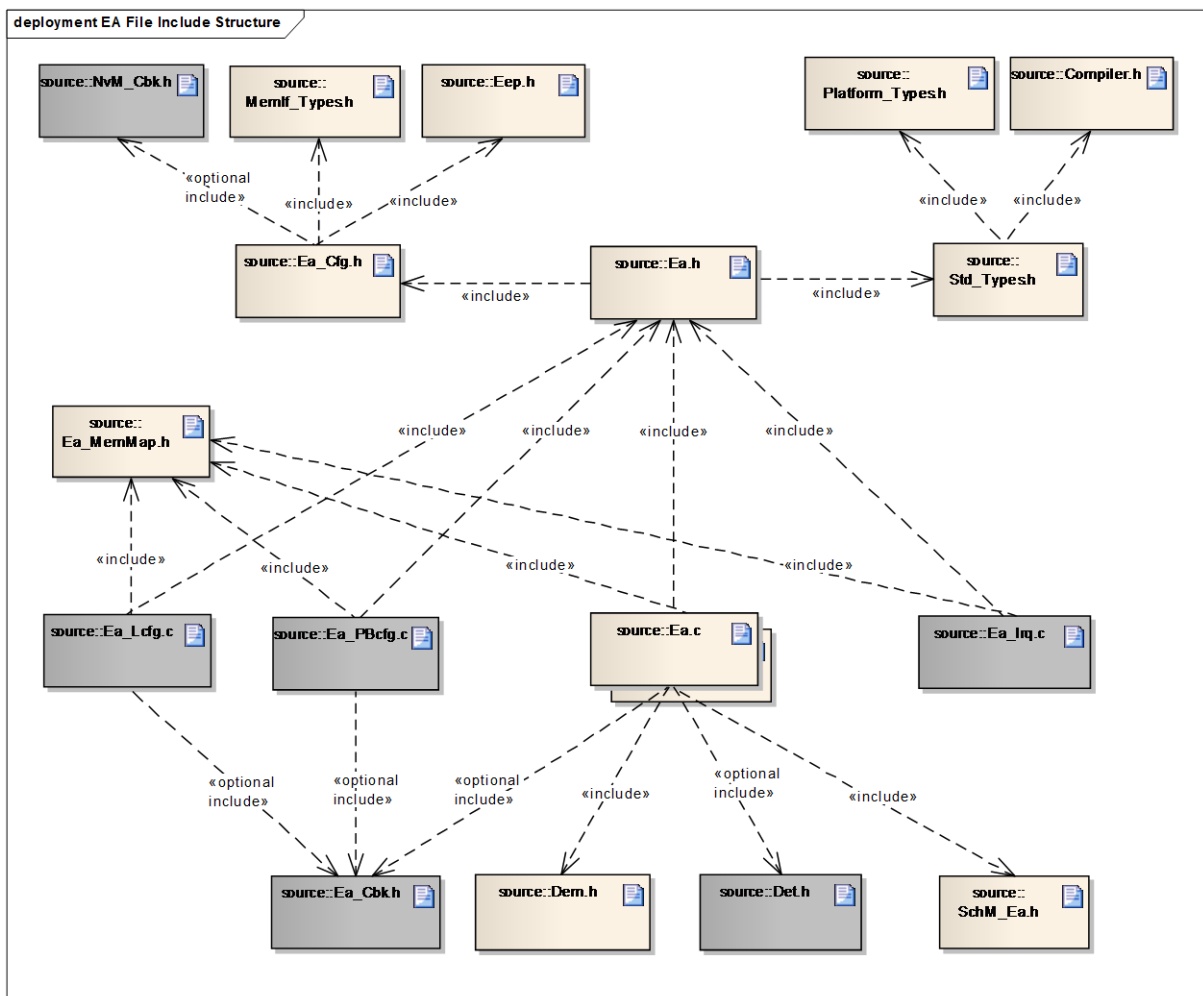 deployment EA File Include Structure
source::NvM_Cbk.h
source::
MemIf_Types.h
source::Eep.h
source::
Platform_Types.h
source::Compiler.h
«optional
include»
«include»
«include»
«include»
«include»
source::Ea_Cfg.h
source::Ea.h
source::
Std_Types.h
«include»
«include»
source::
Ea_MemMap.h
«include»
«include»
«include»
«include»
«include»
«include»
«include»
«include»
source::Ea_Lcfg.c
source::Ea_PBcfg.c
source::Ea.c
source::Ea_Irq.c
«optional
include»
«optional
include»
«optional
include»
«include»
«optional
include»
«include»
source::Ea_Cbk.h
source::Dem.h
source::Det.h
source::
SchM_Ea.h